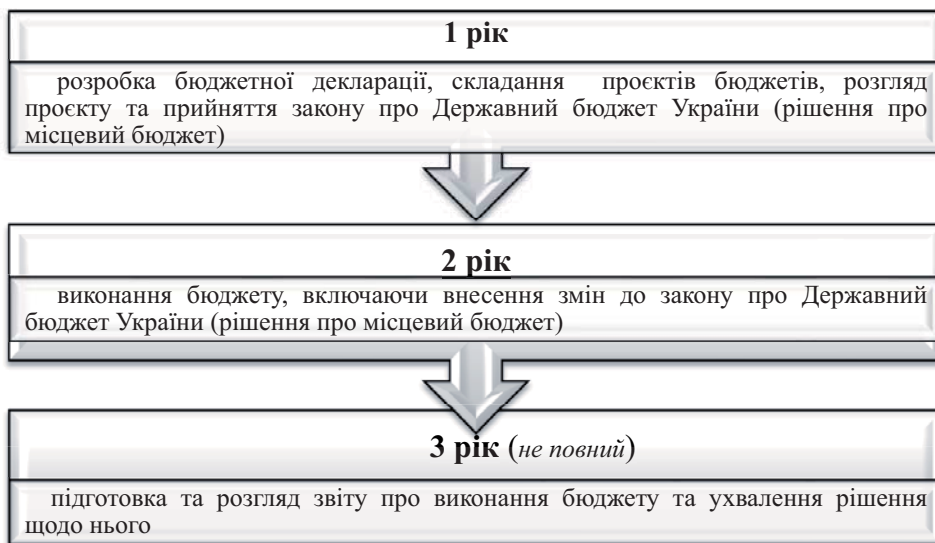 1 рік
розробка бюджетної декларації, складання проєктів бюджетів, розгляд
проєкту та прийняття закону про Державний бюджет України (рішення про
місцевий бюджет)
2 рік
виконання бюджету, включаючи внесення змін до закону про Державний
бюджет України (рішення про місцевий бюджет)
3 рік (не повний)
підготовка та розгляд звіту про виконання бюджету та ухвалення рішення
щодо нього